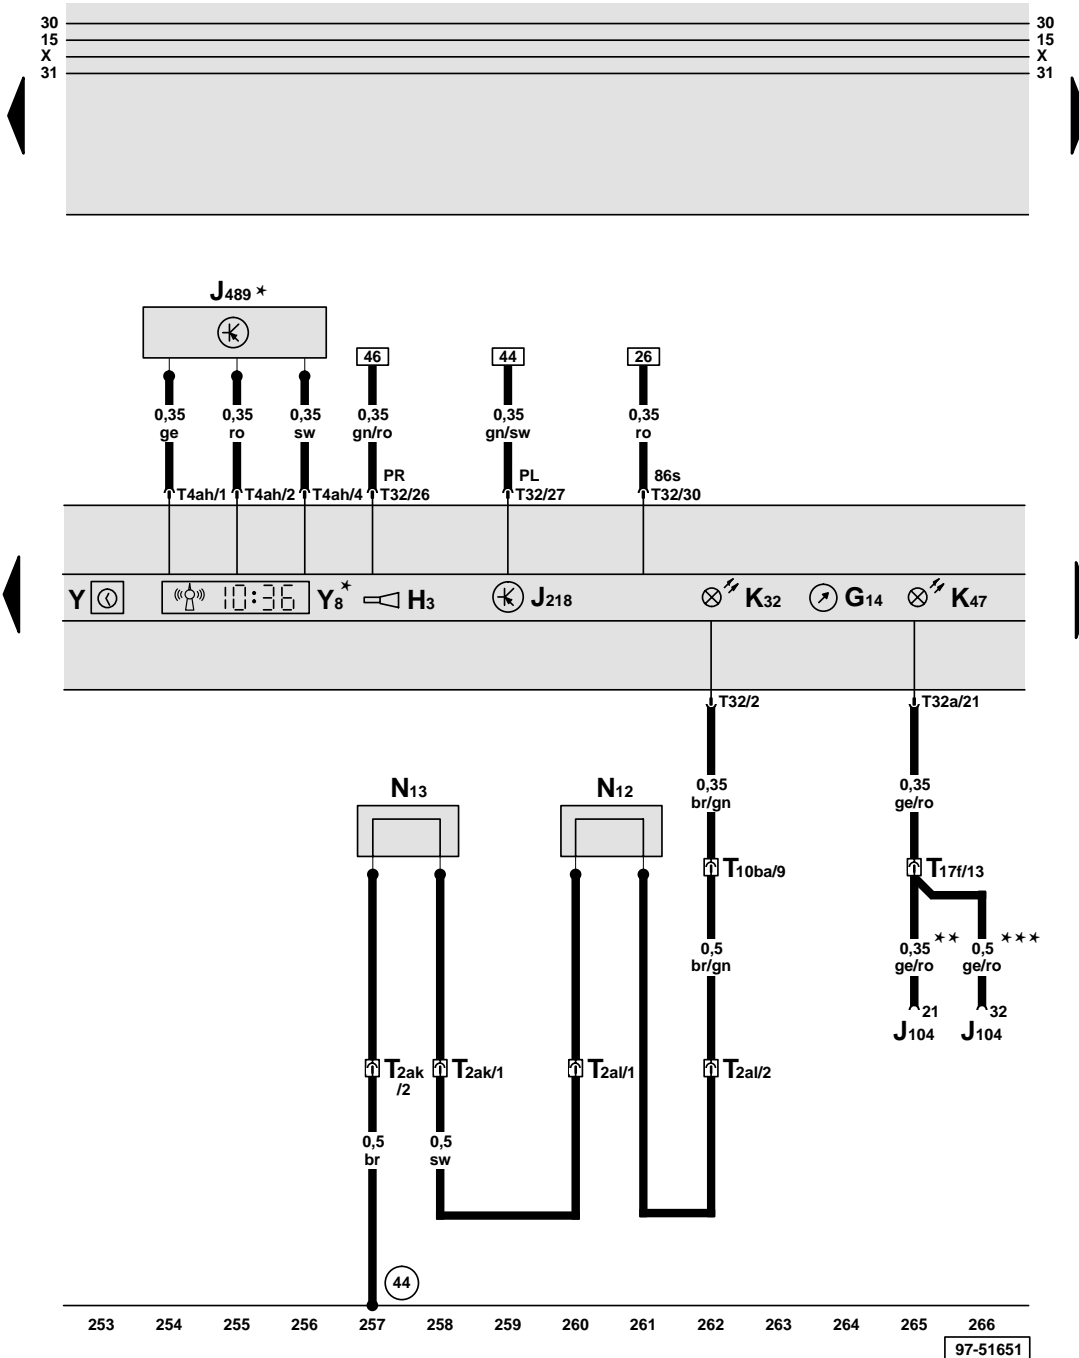 30 30
15 15
X X
31 31
J489 *
46 44 26
0,35 0,35 0,35 0,35 0,35 0,35
ge ro sw gn/ro gn/sw ro
PR PL 86s
T4ah/1 T4ah/2 T4ah/4 T32/26 T32/27 T32/30
Y 10:36 Y8* H3 J218 K32 G14 K47
T32/2 T32a/21
N13 N12
0,35 0,35
br/gn ge/ro
T10ba/9 T17f/13
0,5 0,35 ** 0,5 ***
br/gn ge/ro ge/ro
21 32
J104 J104
T2ak T2ak/1 T2al/1 T2al/2
/2
0,5 0,5
br sw
44
253 254 255 256 257 258 259 260 261 262 263 264 265 266
97-51651